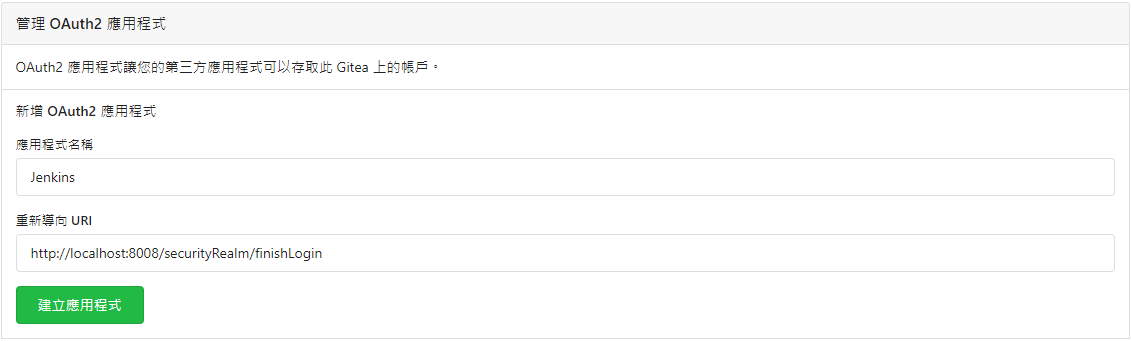 管理 OAuth2 應用程式
OAuth2 應用程式讓您的第三方應用程式可以存取此 Gitea 上的帳戶。
新增 OAuth2 應用程式
應用程式名稱
Jenkins
重新導向 URI
http://localhost:8008/securityRealm/finishLogin
建立應用程式